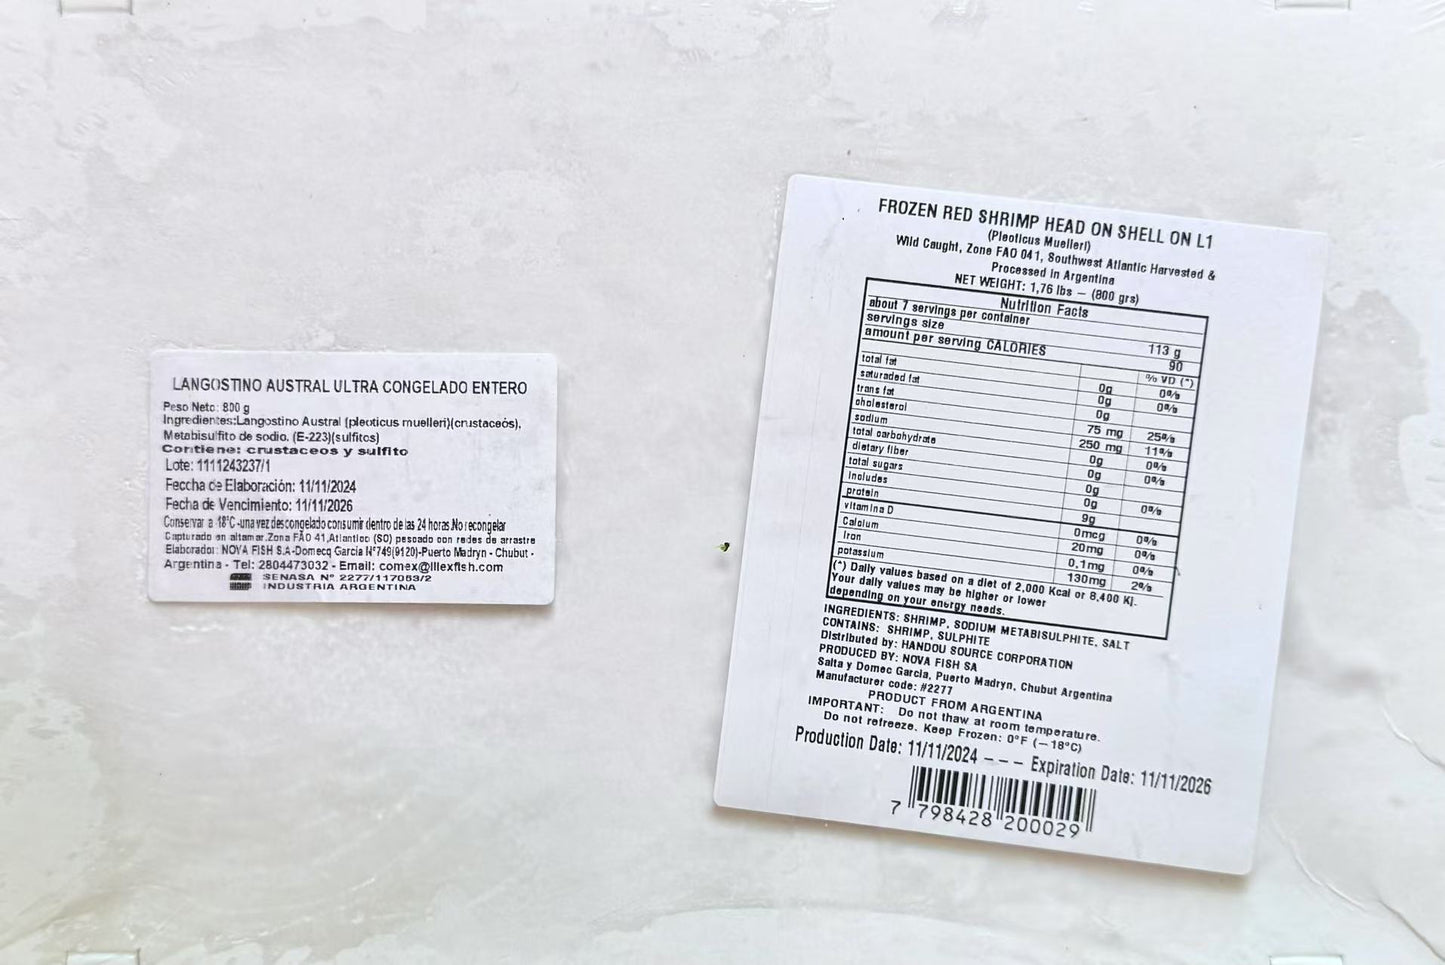 LANGOSTINO AUSTRAL ULTRA CONGELADO ENTERO
Peso Neto: 800 g
Ingredientes:Langostino Austral (pleoticus muelleri)(crustaceós),
Metabisulfito de sodio. (E-223)(sulfitos)
Contiene: crustaceos y sulfito
Lote: 1111243237/1
Feccha de Elaboración: 11/11/2024
Fecha de Vencimiento: 11/11/2026
Conservar a -18°C -una vez descongelado consumir dentro de las 24 horas.No recongelar
Capturado en altamar.Zona FAO 41,Atlantico (SO) pescado con redes de arrastre
Elaborador: NOVA FISH S.A-Domecq Garcia N°749(9120)-Puerto Madryn - Chubut -
Argentina - Tel: 2804473032 - Email: comex@illexfish.com
SENASA N° 2277/117053/2
INDUSTRIA ARGENTINA
FROZEN RED SHRIMP HEAD ON SHELL ON L1
(Pleoticus Muelleri)
Wild Caught, Zone FAO 041, Southwest Atlantic Harvested &
Processed in Argentina
NET WEIGHT: 1,76 lbs – (800 grs)
Nutrition Facts
about 7 servings per container
servings size 113 g
amount per serving CALORIES 90
% VD (*)
total fat 0g 0%
saturaded fat 0g 0%
trans fat 0g
cholesterol 75 mg 25%
sodium 250 mg 11%
total carbohydrate 0g 0%
dietary fiber 0g 0%
total sugars 0g
includes 0g 0%
protein 9g
vitamina D 0mcg 0%
Calcium 20mg 0%
Iron 0,1mg 0%
potassium 130mg 2%
(*) Daily values based on a diet of 2,000 Kcal or 8,400 Kj.
Your daily values may be higher or lower
depending on your energy needs.
INGREDIENTS: SHRIMP, SODIUM METABISULPHITE, SALT
CONTAINS: SHRIMP, SULPHITE
Distributed by: HANDOU SOURCE CORPORATION
PRODUCED BY: NOVA FISH SA
Salta y Domec Garcia, Puerto Madryn, Chubut Argentina
Manufacturer code: #2277
PRODUCT FROM ARGENTINA
IMPORTANT: Do not thaw at room temperature.
Do not refreeze. Keep Frozen: 0°F (–18°C)
Production Date: 11/11/2024 – – – Expiration Date: 11/11/2026
7 798428 200029